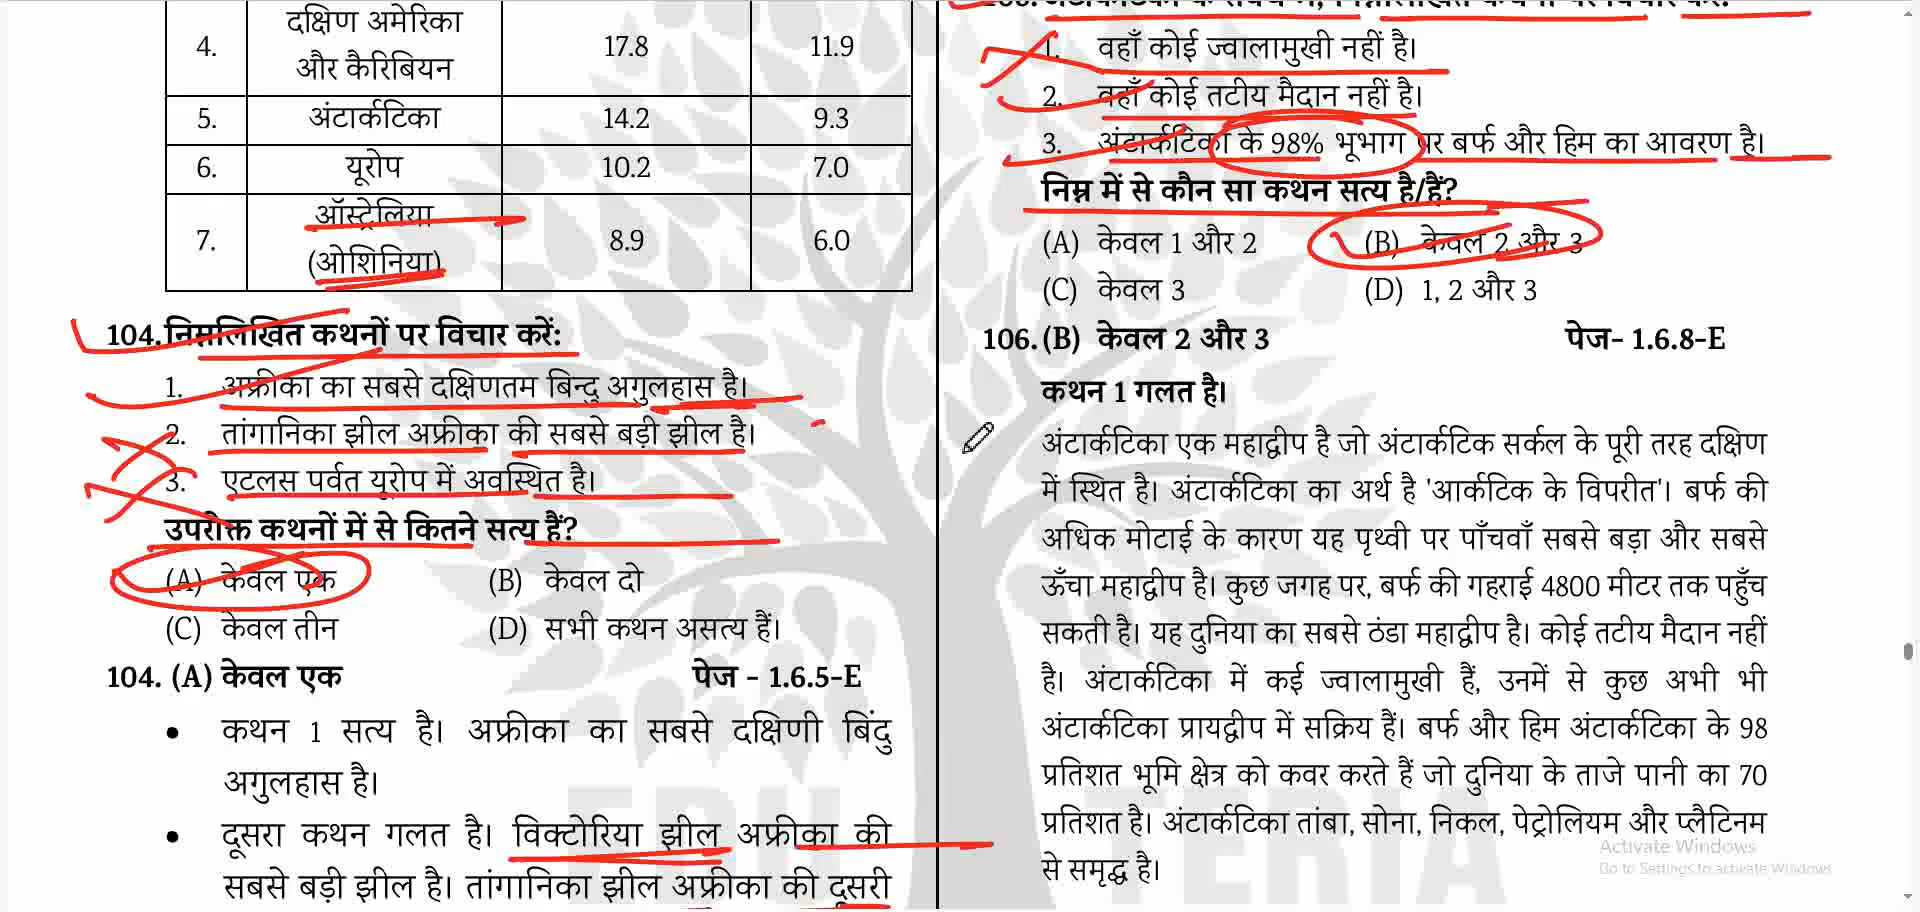 4. दक्षिण अमेरिका और कैरिबियन 17.8 11.9
5. अंटार्कटिका 14.2 9.3
6. यूरोप 10.2 7.0
7. ऑस्ट्रेलिया (ओशिनिया) 8.9 6.0
104. निम्नलिखित कथनों पर विचार करें:
1. अफ्रीका का सबसे दक्षिणतम बिन्दु अगुलहास है।
2. तांगानिका झील अफ्रीका की सबसे बड़ी झील है।
3. एटलस पर्वत यूरोप में अवस्थित है।
उपरोक्त कथनों में से कितने सत्य हैं?
(A) केवल एक (B) केवल दो
(C) केवल तीन (D) सभी कथन असत्य हैं।
104. (A) केवल एक पेज - 1.6.5-E
• कथन 1 सत्य है। अफ्रीका का सबसे दक्षिणी बिंदु
अगुलहास है।
• दूसरा कथन गलत है। विक्टोरिया झील अफ्रीका की
सबसे बड़ी झील है। तांगानिका झील अफ्रीका की दूसरी
1. वहाँ कोई ज्वालामुखी नहीं है।
2. वहाँ कोई तटीय मैदान नहीं है।
3. अंटार्कटिका के 98% भूभाग पर बर्फ और हिम का आवरण है।
निम्न में से कौन सा कथन सत्य है/हैं?
(A) केवल 1 और 2 (B) केवल 2 और 3
(C) केवल 3 (D) 1, 2 और 3
106. (B) केवल 2 और 3 पेज- 1.6.8-E
कथन 1 गलत है।
अंटार्कटिका एक महाद्वीप है जो अंटार्कटिक सर्कल के पूरी तरह दक्षिण
में स्थित है। अंटार्कटिका का अर्थ है 'आर्कटिक के विपरीत'। बर्फ की
अधिक मोटाई के कारण यह पृथ्वी पर पाँचवाँ सबसे बड़ा और सबसे
ऊँचा महाद्वीप है। कुछ जगह पर, बर्फ की गहराई 4800 मीटर तक पहुँच
सकती है। यह दुनिया का सबसे ठंडा महाद्वीप है। कोई तटीय मैदान नहीं
है। अंटार्कटिका में कई ज्वालामुखी हैं, उनमें से कुछ अभी भी
अंटार्कटिका प्रायद्वीप में सक्रिय हैं। बर्फ और हिम अंटार्कटिका के 98
प्रतिशत भूमि क्षेत्र को कवर करते हैं जो दुनिया के ताजे पानी का 70
प्रतिशत है। अंटार्कटिका तांबा, सोना, निकल, पेट्रोलियम और प्लैटिनम
से समृद्ध है।
EDU TERIA
Activate Windows
Go to Settings to activate Windows.